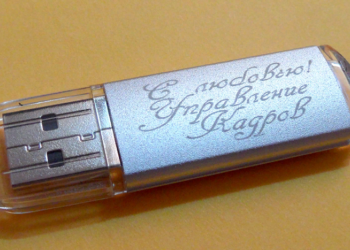 С любовью!
Управление
Кадров